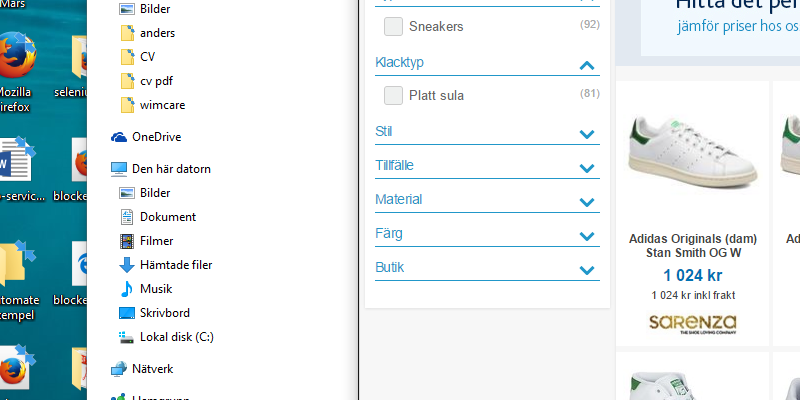 Mars
Mozilla
Firefox
seleniu
-servic...
blocke
utomate
tempel
blocke
Bilder
anders
CV
cv pdf
wimcare
OneDrive
Den här datorn
Bilder
Dokument
Filmer
Hämtade filer
Musik
Skrivbord
Lokal disk (C:)
Nätverk
Hemgrupp
Sneakers (92)
Klacktyp
Platt sula (81)
Stil
Tillfälle
Material
Färg
Butik
Hitta det per
jämför priser hos os
Adidas Originals (dam)
Stan Smith OG W
1 024 kr
1 024 kr inkl frakt
SARENZA
THE SHOE LOVING COMPANY
Ad